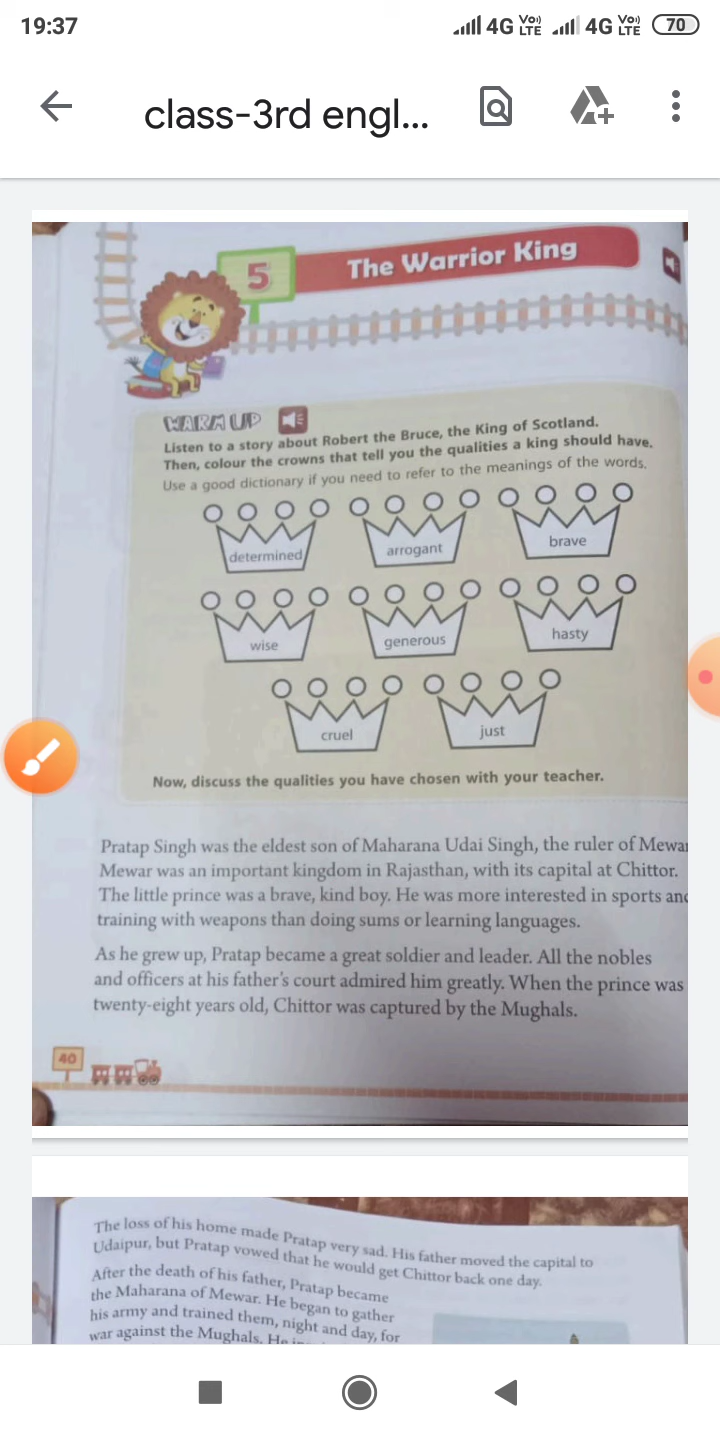 19:37
4G VoLTE 4G VoLTE 70
class-3rd engl...
5
The Warrior King
WARM UP
Listen to a story about Robert the Bruce, the King of Scotland.
Then, colour the crowns that tell you the qualities a king should have.
Use a good dictionary if you need to refer to the meanings of the words.
determined arrogant brave
wise generous hasty
cruel just
Now, discuss the qualities you have chosen with your teacher.
Pratap Singh was the eldest son of Maharana Udai Singh, the ruler of
Mewar was an important kingdom in Rajasthan, with its capital at Chittor.
The little prince was a brave, kind boy. He was more interested in sports
training with weapons than doing sums or learning languages.
As he grew up, Pratap became a great soldier and leader. All the nobles
and officers at his father's court admired him greatly. When the prince was
twenty-eight years old, Chittor was captured by the Mughals.
40
The loss of his home made Pratap very sad. His father moved the capital to
Udaipur, but Pratap vowed that he would get Chittor back one day.
After the death of his father, Pratap became
the Maharana of Mewar. He began to gather
his army and trained them, night and day, for
war against the Mughals. He